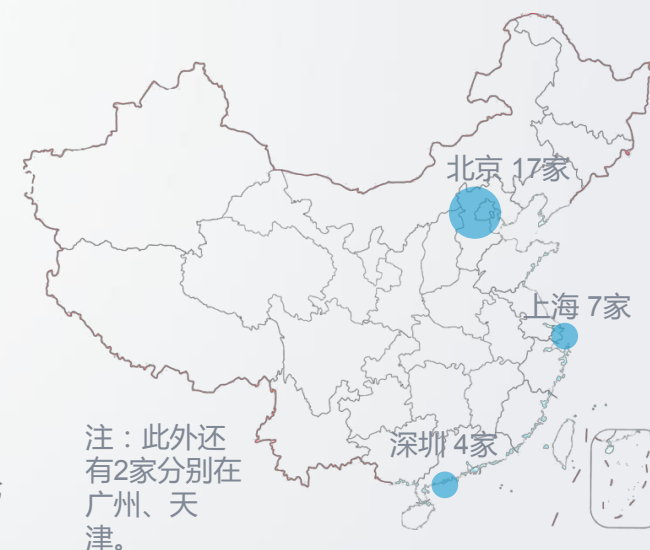 北京 17家
上海 7家
深圳 4家
注：此外还
有2家分别在
广州、天
津。